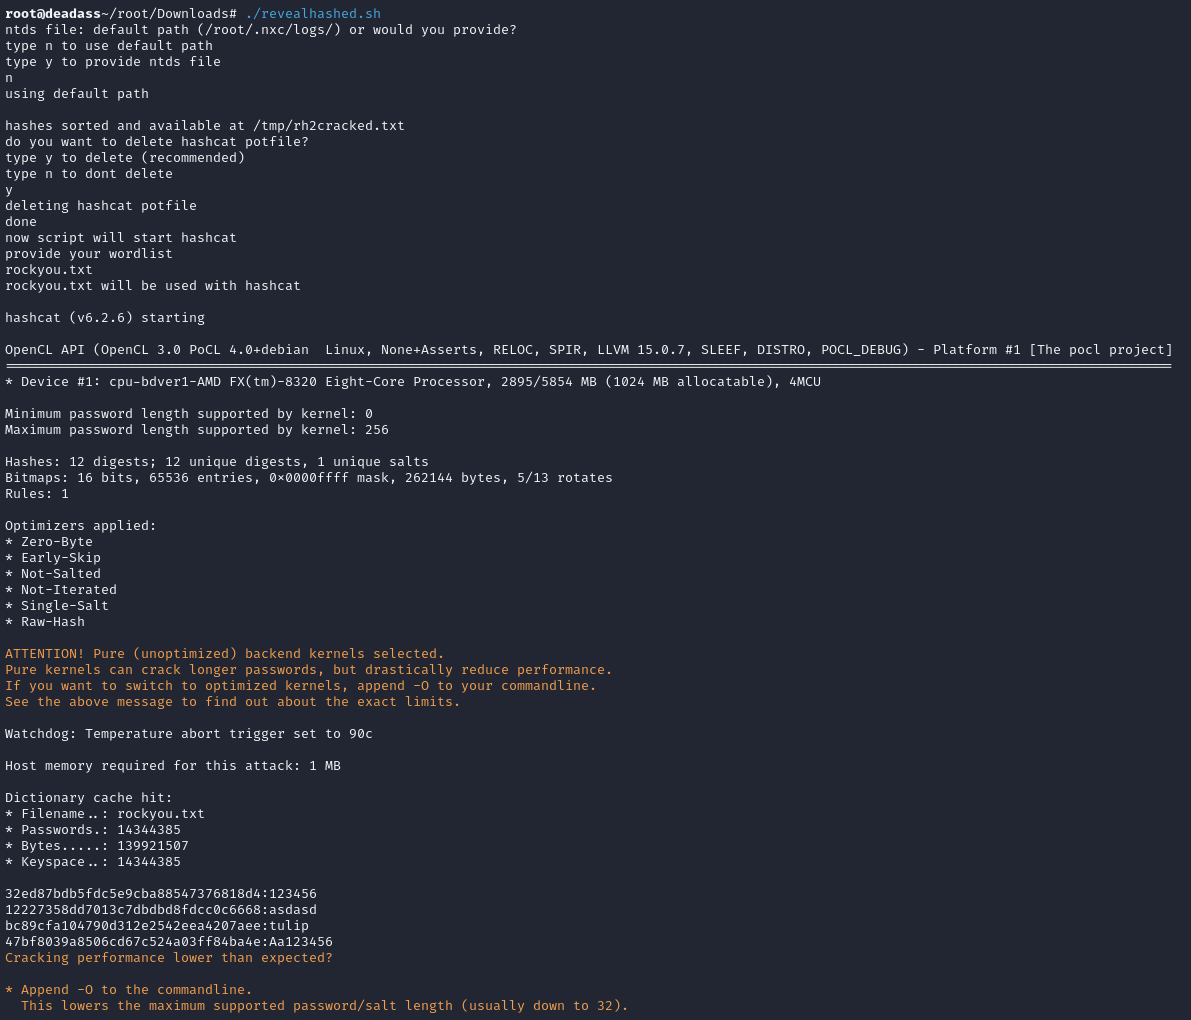 root@deadass~/root/Downloads# ./revealhashed.sh
ntds file: default path (/root/.nxc/logs/) or would you provide?
type n to use default path
type y to provide ntds file
n
using default path
hashes sorted and available at /tmp/rh2cracked.txt
do you want to delete hashcat potfile?
type y to delete (recommended)
type n to dont delete
y
deleting hashcat potfile
done
now script will start hashcat
provide your wordlist
rockyou.txt
rockyou.txt will be used with hashcat
hashcat (v6.2.6) starting
OpenCL API (OpenCL 3.0 PoCL 4.0+debian  Linux, None+Asserts, RELOC, SPIR, LLVM 15.0.7, SLEEF, DISTRO, POCL_DEBUG) - Platform #1 [The pocl project]
* Device #1: cpu-bdver1-AMD FX(tm)-8320 Eight-Core Processor, 2895/5854 MB (1024 MB allocatable), 4MCU
Minimum password length supported by kernel: 0
Maximum password length supported by kernel: 256
Hashes: 12 digests; 12 unique digests, 1 unique salts
Bitmaps: 16 bits, 65536 entries, 0x0000ffff mask, 262144 bytes, 5/13 rotates
Rules: 1
Optimizers applied:
* Zero-Byte
* Early-Skip
* Not-Salted
* Not-Iterated
* Single-Salt
* Raw-Hash
ATTENTION! Pure (unoptimized) backend kernels selected.
Pure kernels can crack longer passwords, but drastically reduce performance.
If you want to switch to optimized kernels, append -O to your commandline.
See the above message to find out about the exact limits.
Watchdog: Temperature abort trigger set to 90c
Host memory required for this attack: 1 MB
Dictionary cache hit:
* Filename..: rockyou.txt
* Passwords.: 14344385
* Bytes.....: 139921507
* Keyspace..: 14344385
32ed87bdb5fdc5e9cba88547376818d4:123456
12227358dd7013c7dbdbd8fdcc0c6668:asdasd
bc89cfa104790d312e2542eea4207aee:tulip
47bf8039a8506cd67c524a03ff84ba4e:Aa123456
Cracking performance lower than expected?
* Append -O to the commandline.
  This lowers the maximum supported password/salt length (usually down to 32).